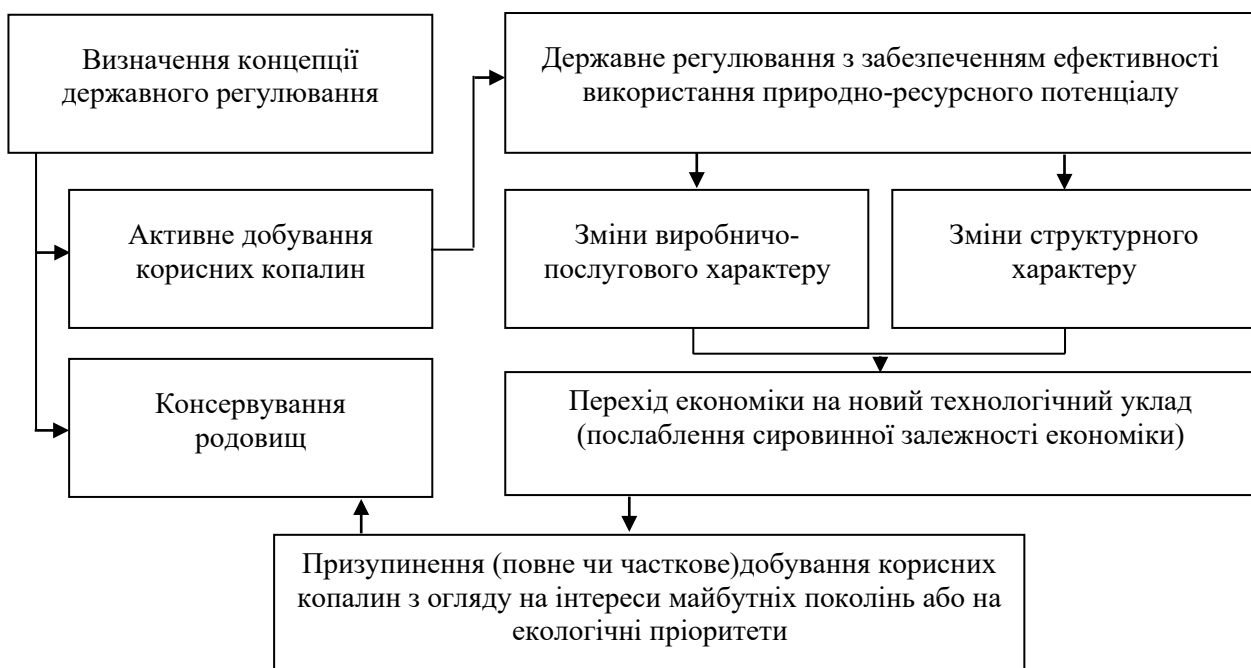 Визначення концепції
державного регулювання
Державне регулювання з забезпеченням ефективності
використання природно-ресурсного потенціалу
Активне добування
корисних копалин
Зміни виробничо-
послугового характеру
Зміни структурного
характеру
Консервування
родовищ
Перехід економіки на новий технологічний уклад
(послаблення сировинної залежності економіки)
Призупинення (повне чи часткове)добування корисних
копалин з огляду на інтереси майбутніх поколінь або на
екологічні пріоритети